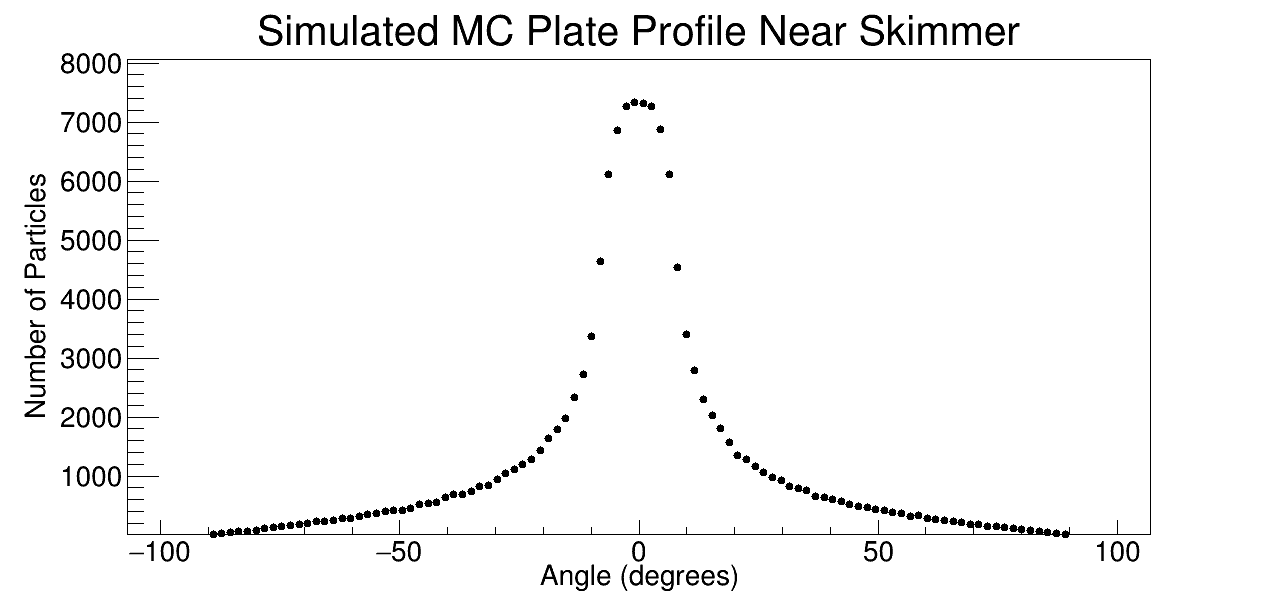 Simulated MC Plate Profile Near Skimmer
Number of Particles
8000
7000
6000
5000
4000
3000
2000
1000
−100 −50 0 50 100
Angle (degrees)